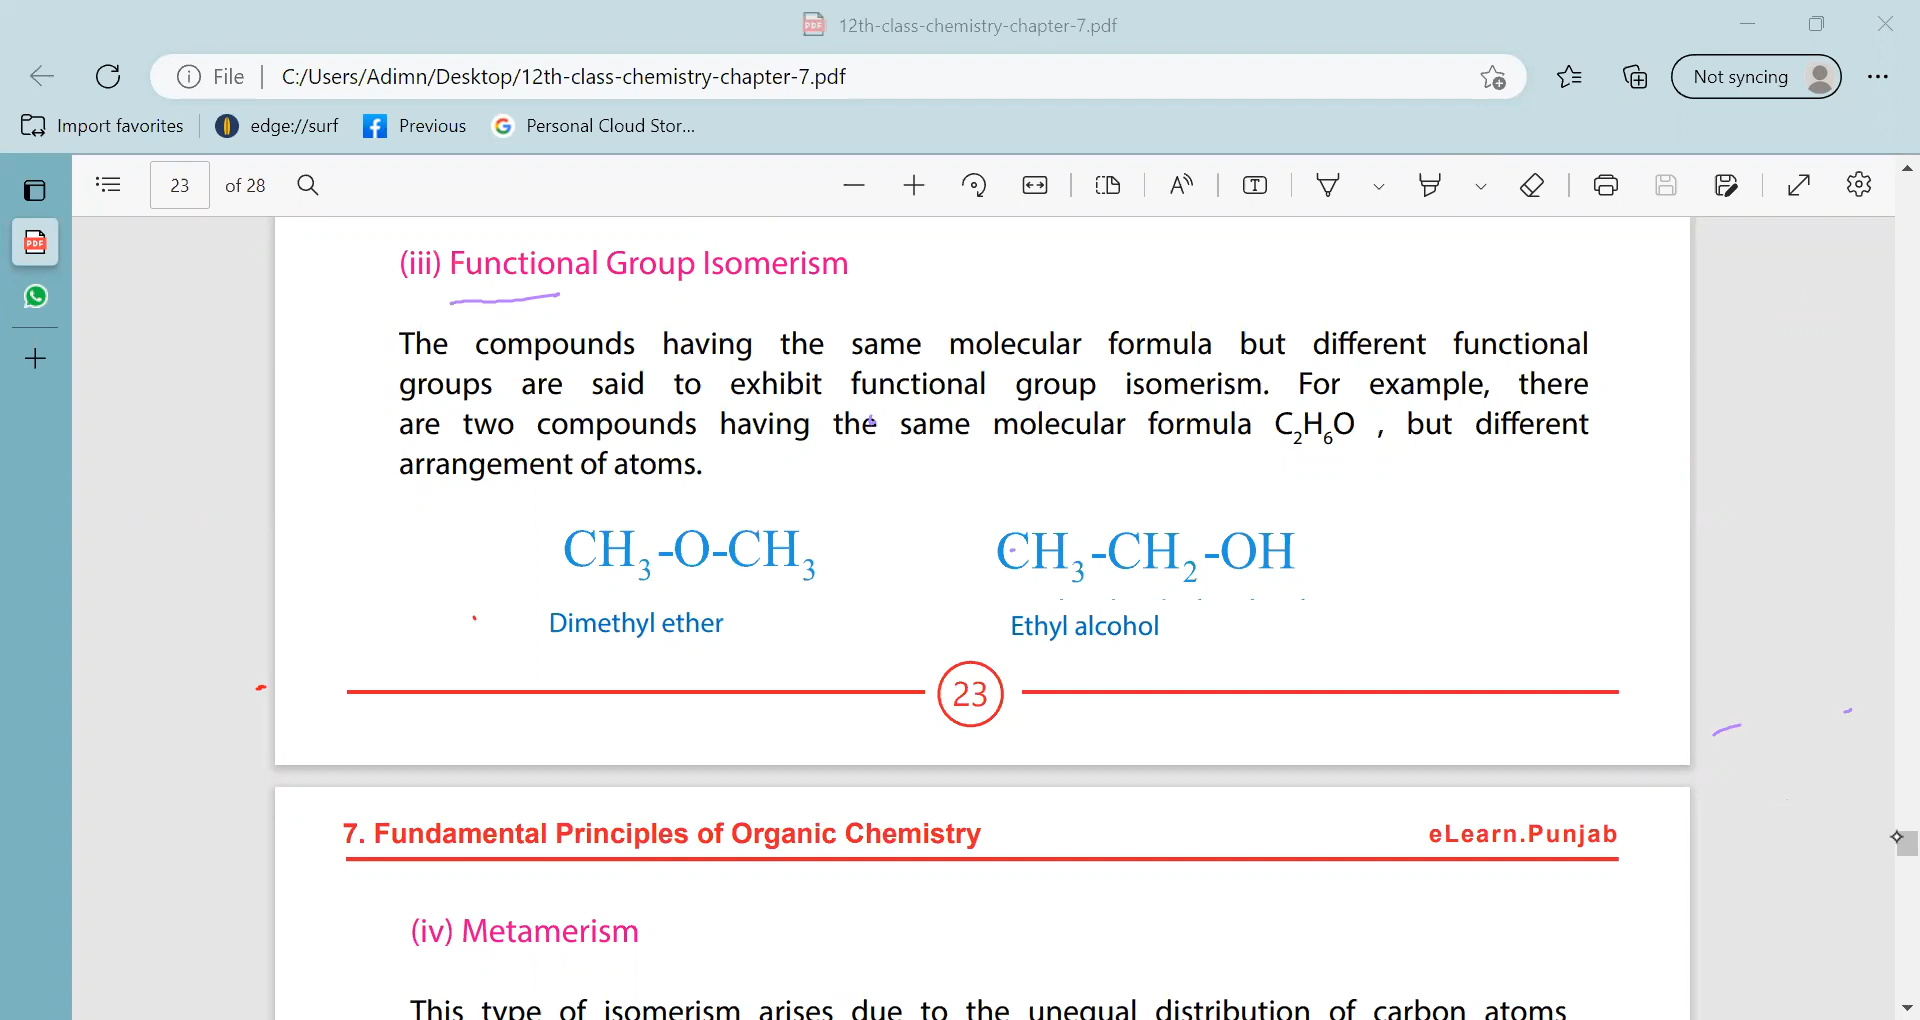 12th-class-chemistry-chapter-7.pdf
File C:/Users/Adimn/Desktop/12th-class-chemistry-chapter-7.pdf Not syncing
Import favorites edge://surf Previous Personal Cloud Stor...
23 of 28
(iii) Functional Group Isomerism
The compounds having the same molecular formula but different functional
groups are said to exhibit functional group isomerism. For example, there
are two compounds having the same molecular formula C₂H₆O , but different
arrangement of atoms.
CH₃-O-CH₃ CH₃-CH₂-OH
Dimethyl ether Ethyl alcohol
23
7. Fundamental Principles of Organic Chemistry eLearn.Punjab
(iv) Metamerism
This type of isomerism arises due to the unequal distribution of carbon atoms